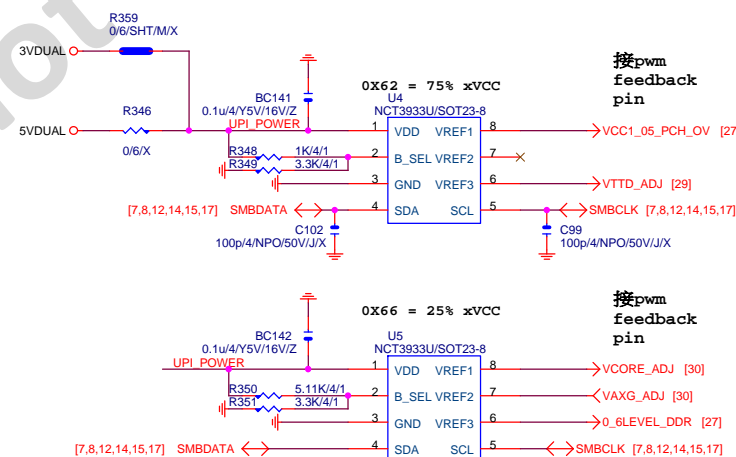 R359
0/6/SHT/M/X
3VDUAL
5VDUAL
R346
0/6/X
BC141
0.1u/4/Y5V/16V/Z
UPI_POWER
R348
1K/4/1
R349
3.3K/4/1
0X62 = 75% xVCC
U4
NCT3933U/SOT23-8
1 VDD VREF1 8
2 B_SEL VREF2 7
3 GND VREF3 6
4 SDA SCL 5
接pwm
feedback
pin
VCC1_05_PCH_OV [27
VTTD_ADJ [29]
[7,8,12,14,15,17] SMBDATA
SMBCLK [7,8,12,14,15,17]
C102
100p/4/NPO/50V/J/X
C99
100p/4/NPO/50V/J/X
BC142
0.1u/4/Y5V/16V/Z
UPI_POWER
R350
5.11K/4/1
R351
3.3K/4/1
0X66 = 25% xVCC
U5
NCT3933U/SOT23-8
1 VDD VREF1 8
2 B_SEL VREF2 7
3 GND VREF3 6
4 SDA SCL 5
接pwm
feedback
pin
VCORE_ADJ [30]
VAXG_ADJ [30]
0_6LEVEL_DDR [27]
[7,8,12,14,15,17] SMBDATA
SMBCLK [7,8,12,14,15,17]